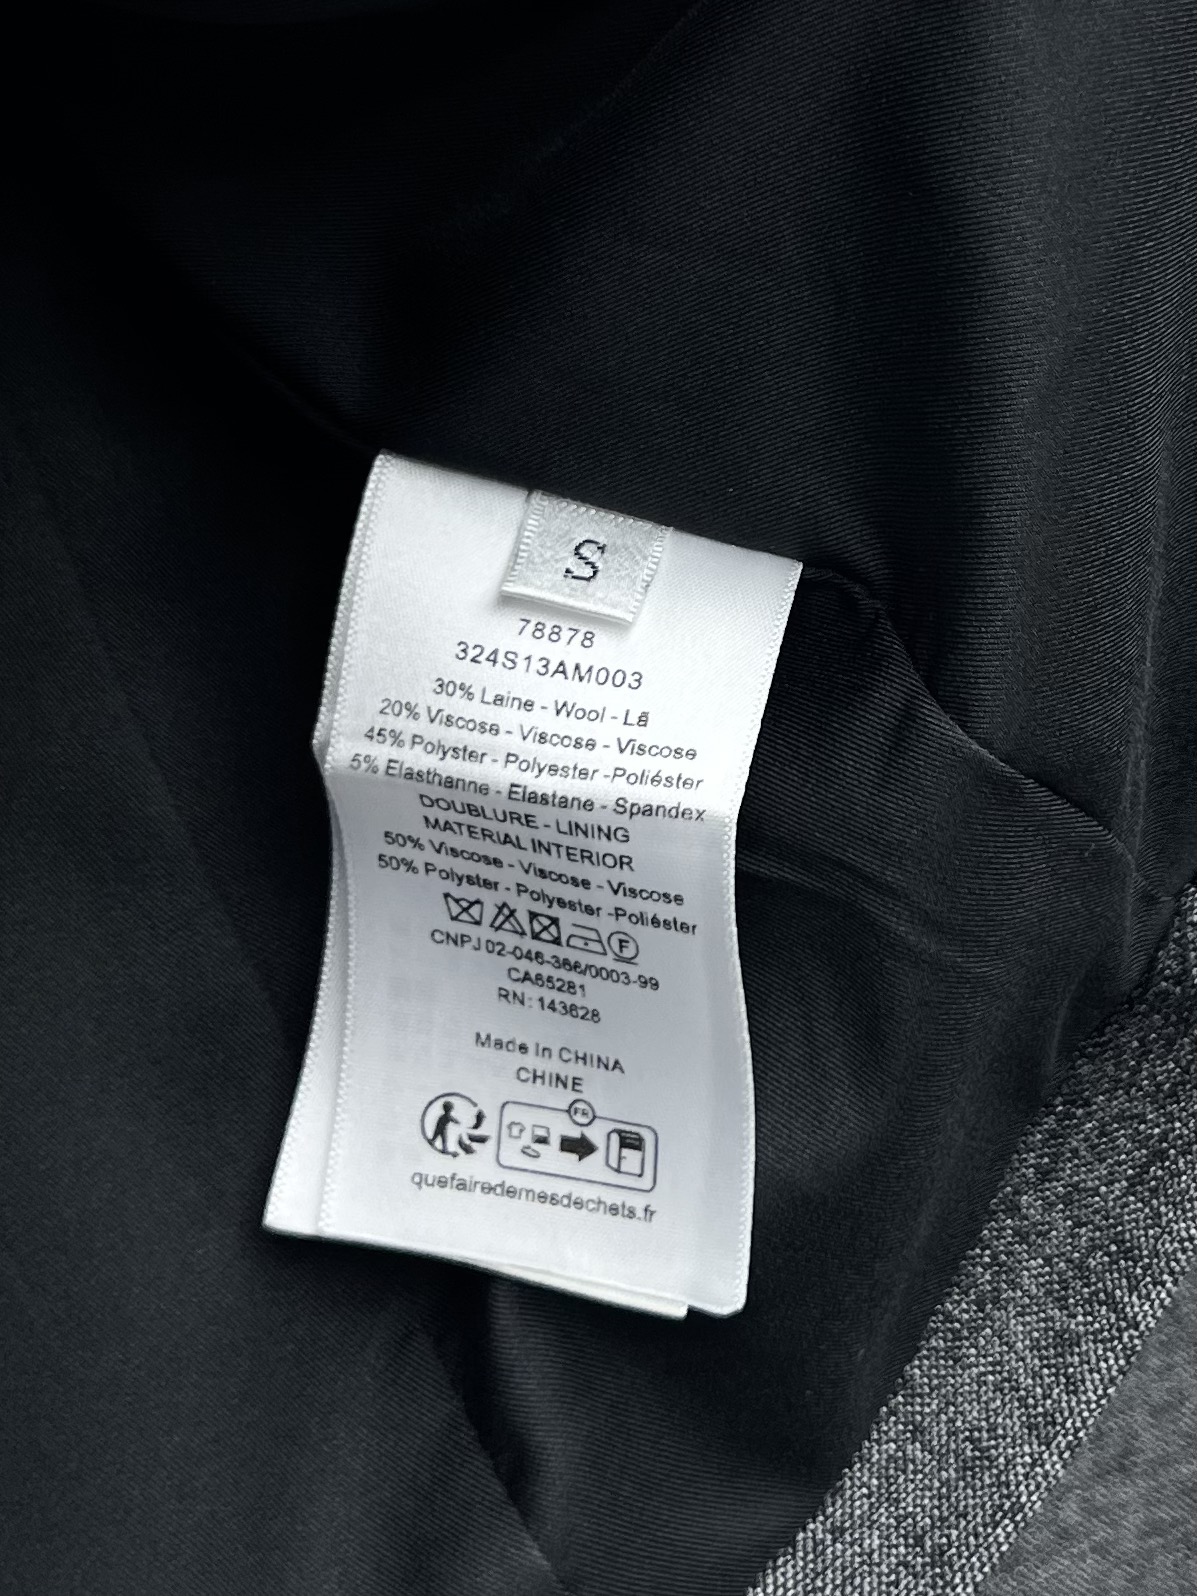 S
78878
324S13AM003
30% Laine - Wool - Lã
20% Viscose - Viscose - Viscose
45% Polyster - Polyester -Poliéster
5% Elasthanne - Elastane - Spandex
DOUBLURE - LINING
MATERIAL INTERIOR
50% Viscose - Viscose - Viscose
50% Polyster - Polyester -Poliéster
F
CNPJ 02-046-366/0003-99
CA65281
RN: 143628
Made In CHINA
CHINE
FR
quefairedemesdechets.fr